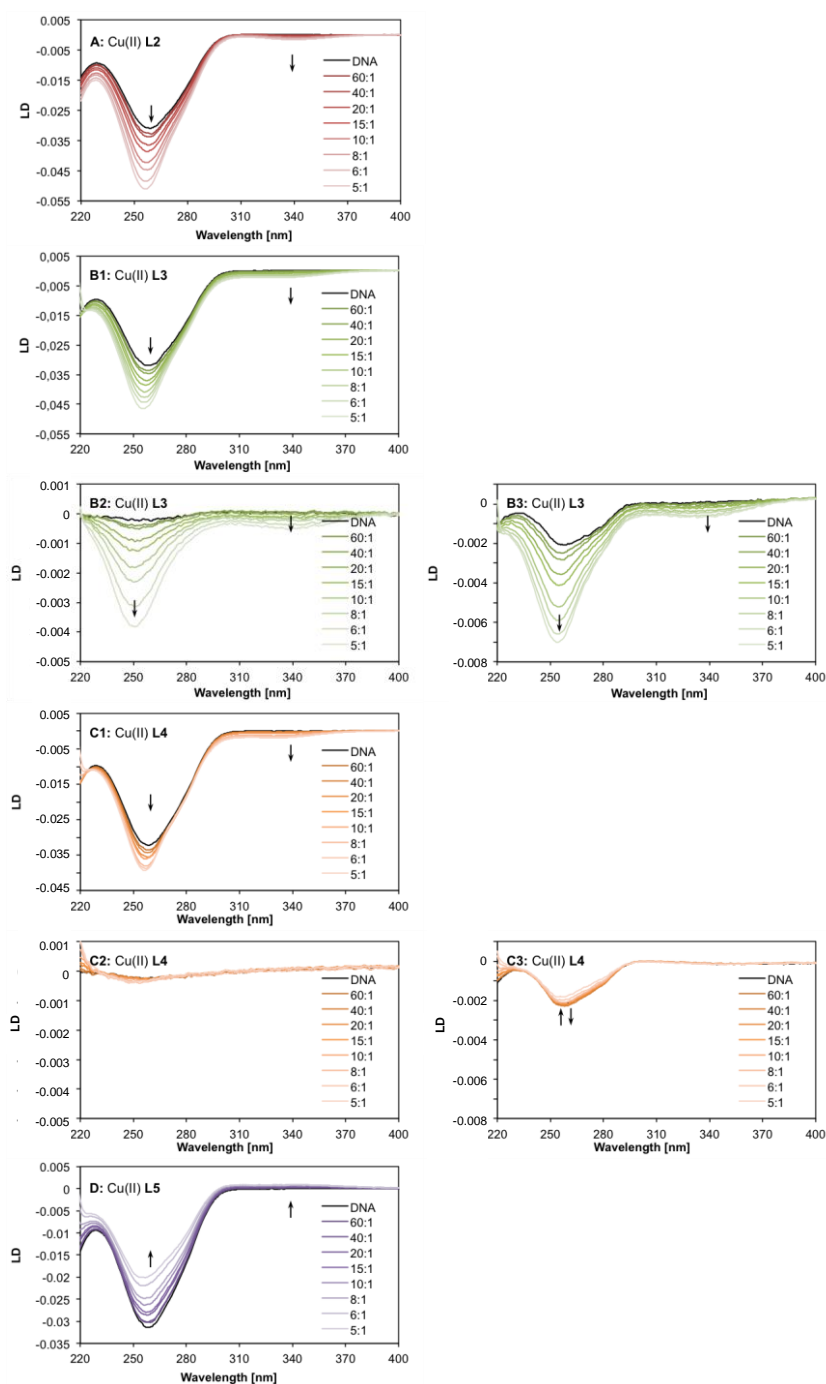 A: Cu(II) L2
0.005
-0.005
-0.015
-0.025
-0.035
-0.045
-0.055
LD
220 250 280 310 340 370 400
Wavelength [nm]
DNA
60:1
40:1
20:1
15:1
10:1
8:1
6:1
5:1
B1: Cu(II) L3
0,005
-0,005
-0,015
-0,025
-0,035
-0,045
-0,055
LD
220 250 280 310 340 370 400
Wavelength [nm]
DNA
60:1
40:1
20:1
15:1
10:1
8:1
6:1
5:1
B2: Cu(II) L3
0.001
0
-0.001
-0.002
-0.003
-0.004
-0.005
LD
220 250 280 310 340 370 400
Wavelength [nm]
DNA
60:1
40:1
20:1
15:1
10:1
8:1
6:1
5:1
B3: Cu(II) L3
0
-0.002
-0.004
-0.006
-0.008
LD
220 250 280 310 340 370 400
Wavelength [nm]
DNA
60:1
40:1
20:1
15:1
10:1
8:1
6:1
5:1
C1: Cu(II) L4
0.005
-0.005
-0.015
-0.025
-0.035
-0.045
LD
220 250 280 310 340 370 400
Wavelength [nm]
DNA
60:1
40:1
20:1
15:1
10:1
8:1
6:1
5:1
C2: Cu(II) L4
0.001
0
-0.001
-0.002
-0.003
-0.004
-0.005
LD
220 250 280 310 340 370 400
Wavelength [nm]
DNA
60:1
40:1
20:1
15:1
10:1
8:1
6:1
5:1
C3: Cu(II) L4
0
-0.002
-0.004
-0.006
-0.008
LD
220 250 280 310 340 370 400
Wavelength [nm]
DNA
60:1
40:1
20:1
15:1
10:1
8:1
6:1
5:1
D: Cu(II) L5
0.005
0
-0.005
-0.01
-0.015
-0.02
-0.025
-0.03
-0.035
LD
220 250 280 310 340 370 400
Wavelength [nm]
DNA
60:1
40:1
20:1
15:1
10:1
8:1
6:1
5:1